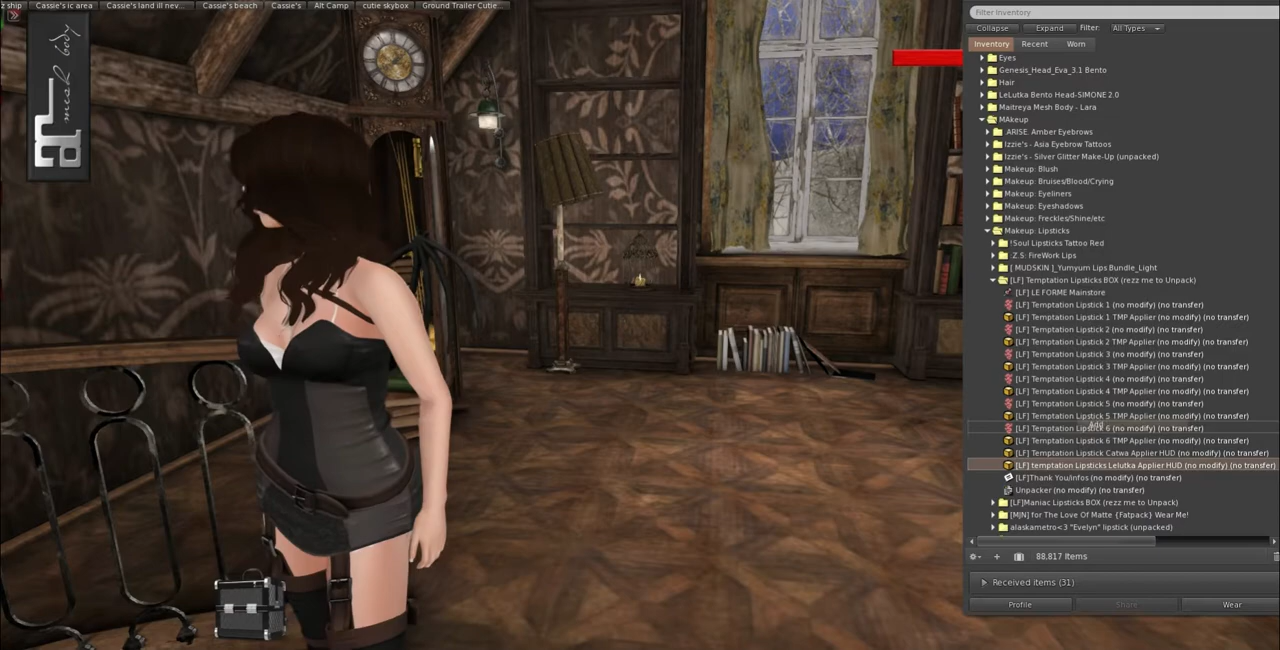 z ship Cassie's ic area Cassie's land ill nev... Cassie's beach Cassie's Alt Camp cutie skybox Ground Trailer Cutie...
mesh body
Filter Inventory
Collapse Expand Filter: All Types
Inventory Recent Worn
Eyes
Genesis_Head_Eva_3.1 Bento
Hair
LeLutka Bento Head-SIMONE 2.0
Maitreya Mesh Body - Lara
MAkeup
.ARISE. Amber Eyebrows
Izzie's - Asia Eyebrow Tattoos
Izzie's - Silver Glitter Make-Up (unpacked)
Makeup: Blush
Makeup: Bruises/Blood/Crying
Makeup: Eyeliners
Makeup: Eyeshadows
Makeup: Freckles/Shine/etc
Makeup: Lipsticks
!Soul Lipsticks Tattoo Red
.Z.S: FireWork Lips
[ MUDSKIN ]_Yumyum Lips Bundle_Light
[LF] Temptation Lipsticks BOX (rezz me to Unpack)
[LF] LE FORME Mainstore
[LF] Temptation Lipstick 1 (no modify) (no transfer)
[LF] Temptation Lipstick 1 TMP Applier (no modify) (no transfer)
[LF] Temptation Lipstick 2 (no modify) (no transfer)
[LF] Temptation Lipstick 2 TMP Applier (no modify) (no transfer)
[LF] Temptation Lipstick 3 (no modify) (no transfer)
[LF] Temptation Lipstick 3 TMP Applier (no modify) (no transfer)
[LF] Temptation Lipstick 4 (no modify) (no transfer)
[LF] Temptation Lipstick 4 TMP Applier (no modify) (no transfer)
[LF] Temptation Lipstick 5 (no modify) (no transfer)
[LF] Temptation Lipstick 5 TMP Applier (no modify) (no transfer)
Add
[LF] Temptation Lipstick 6 (no modify) (no transfer)
[LF] Temptation Lipstick 6 TMP Applier (no modify) (no transfer)
[LF] Temptation Lipstick Catwa Applier HUD (no modify) (no transfer)
[LF] temptation Lipsticks Lelutka Applier HUD (no modify) (no transfer)
[LF]Thank You/infos (no modify) (no transfer)
Unpacker (no modify) (no transfer)
[LF]Maniac Lipsticks BOX (rezz me to Unpack)
[MJN] for The Love Of Matte {Fatpack} Wear Me!
alaskametro<3 "Evelyn" lipstick (unpacked)
88,817 Items
Received items (31)
Profile Share Wear